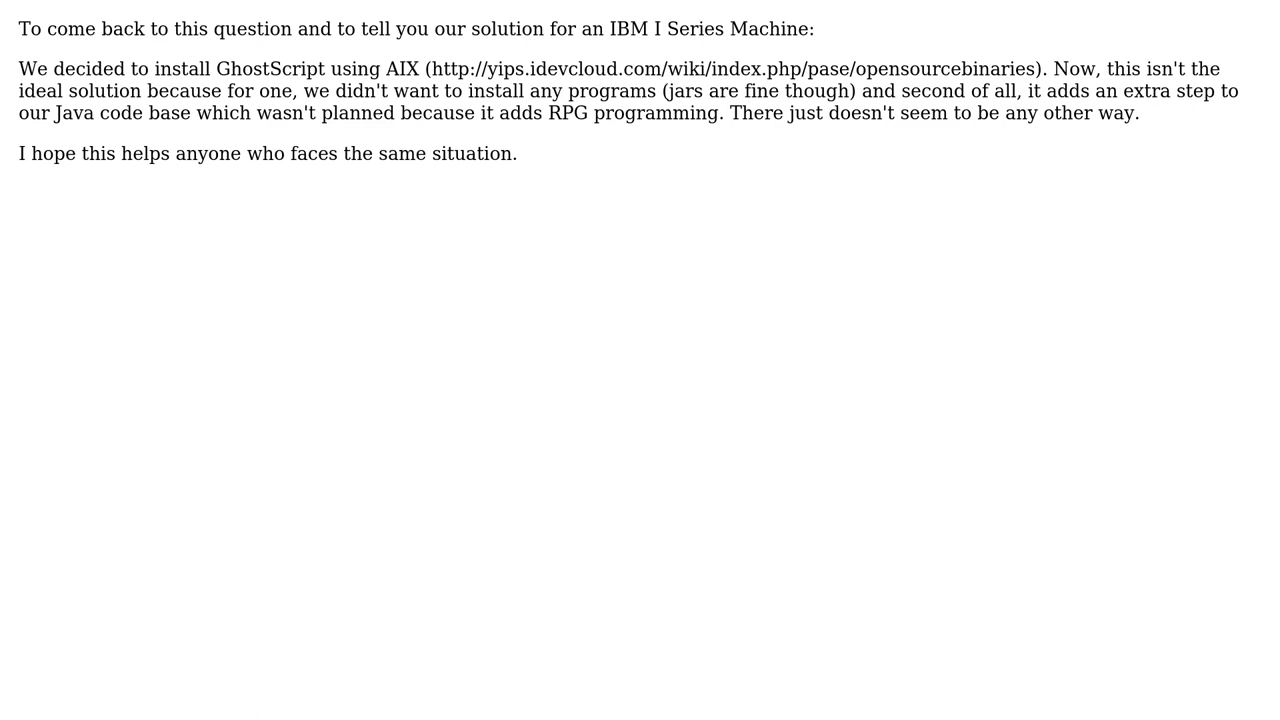 To come back to this question and to tell you our solution for an IBM I Series Machine:
We decided to install GhostScript using AIX (http://yips.idevcloud.com/wiki/index.php/pase/opensourcebinaries). Now, this isn't the
ideal solution because for one, we didn't want to install any programs (jars are fine though) and second of all, it adds an extra step to
our Java code base which wasn't planned because it adds RPG programming. There just doesn't seem to be any other way.
I hope this helps anyone who faces the same situation.